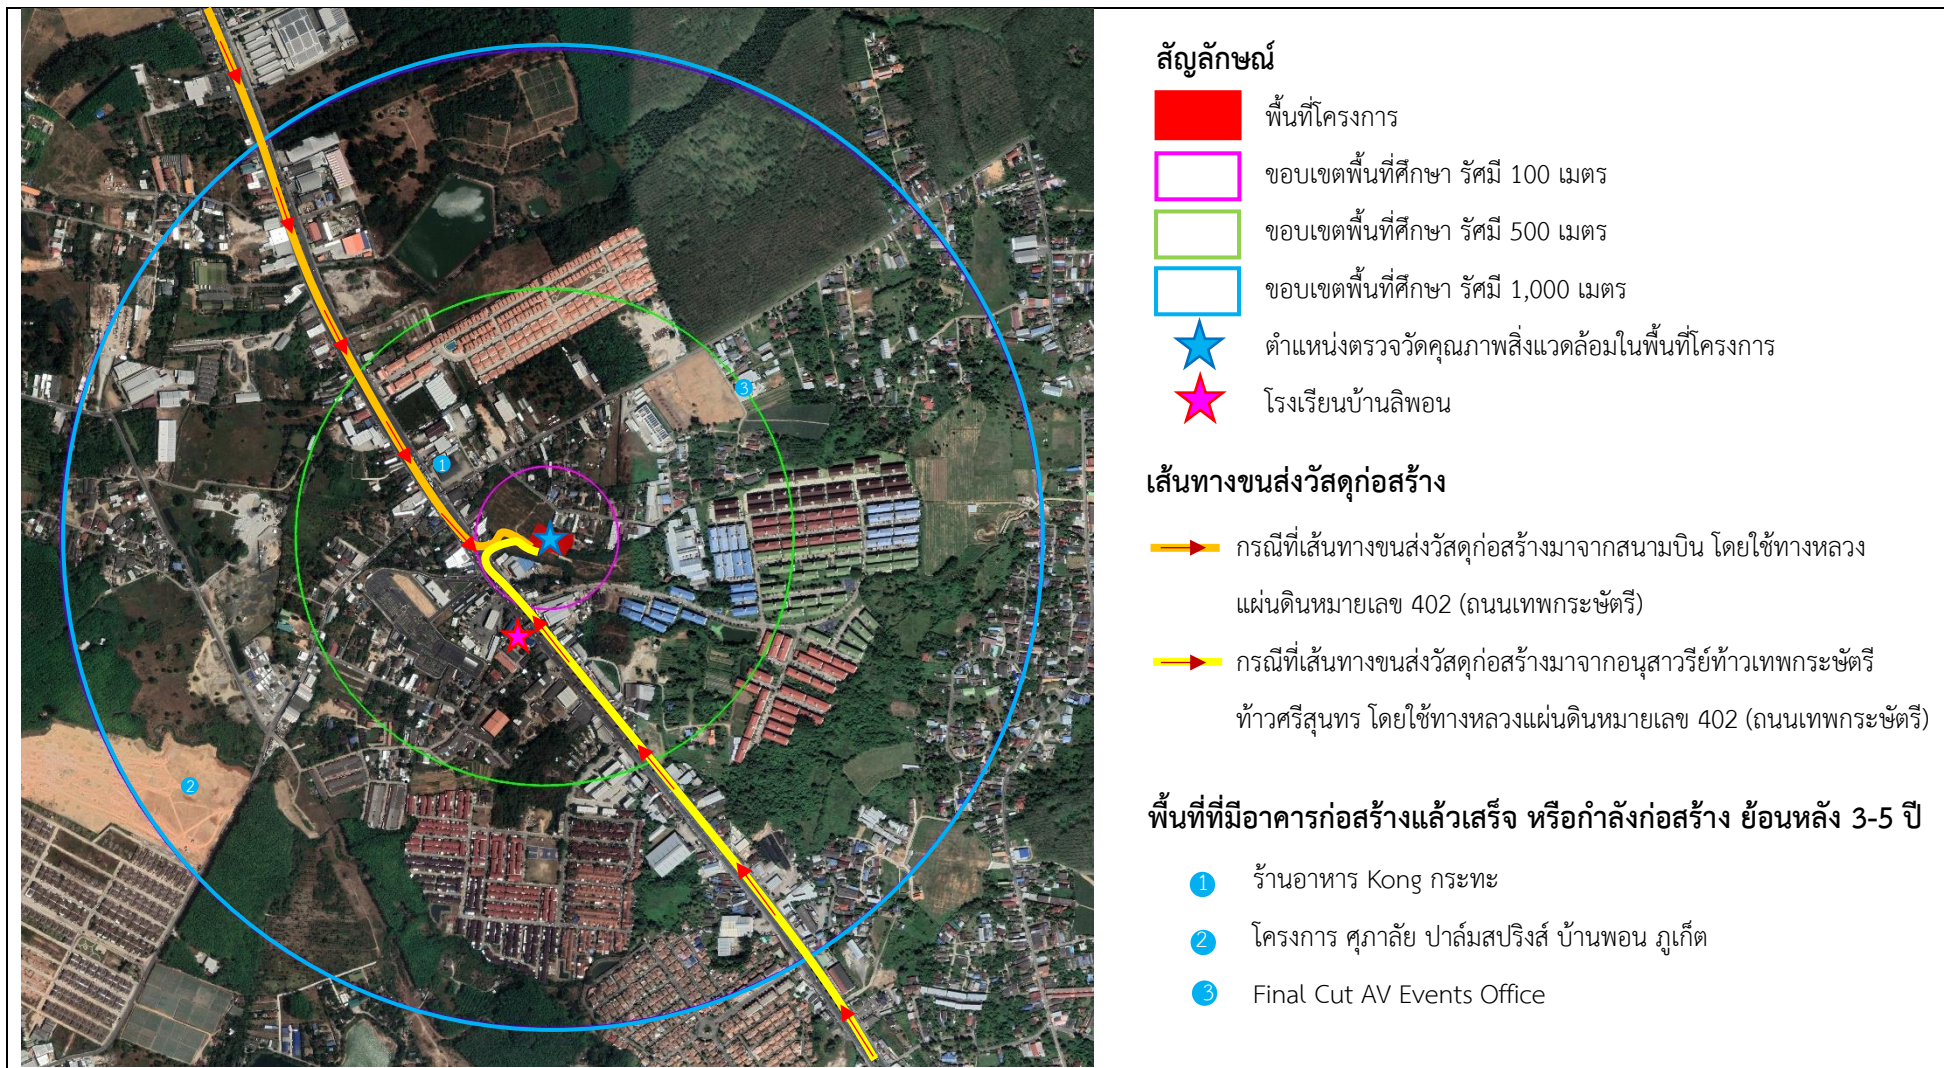 สัญลักษณ์
พื้นที่โครงการ
ขอบเขตพื้นที่ศึกษา รัศมี 100 เมตร
ขอบเขตพื้นที่ศึกษา รัศมี 500 เมตร
ขอบเขตพื้นที่ศึกษา รัศมี 1,000 เมตร
ตำแหน่งตรวจวัดคุณภาพสิ่งแวดล้อมในพื้นที่โครงการ
โรงเรียนบ้านลิพอน
เส้นทางขนส่งวัสดุก่อสร้าง
กรณีที่เส้นทางขนส่งวัสดุก่อสร้างมาจากสนามบิน โดยใช้ทางหลวง
แผ่นดินหมายเลข 402 (ถนนเทพกระษัตรี)
กรณีที่เส้นทางขนส่งวัสดุก่อสร้างมาจากอนุสาวรีย์ท้าวเทพกระษัตรี
ท้าวศรีสุนทร โดยใช้ทางหลวงแผ่นดินหมายเลข 402 (ถนนเทพกระษัตรี)
พื้นที่ที่มีอาคารก่อสร้างแล้วเสร็จ หรือกำลังก่อสร้าง ย้อนหลัง 3-5 ปี
1 ร้านอาหาร Kong กระทะ
2 โครงการ ศุภาลัย ปาล์มสปริงส์ บ้านพอน ภูเก็ต
3 Final Cut AV Events Office
3
1
2